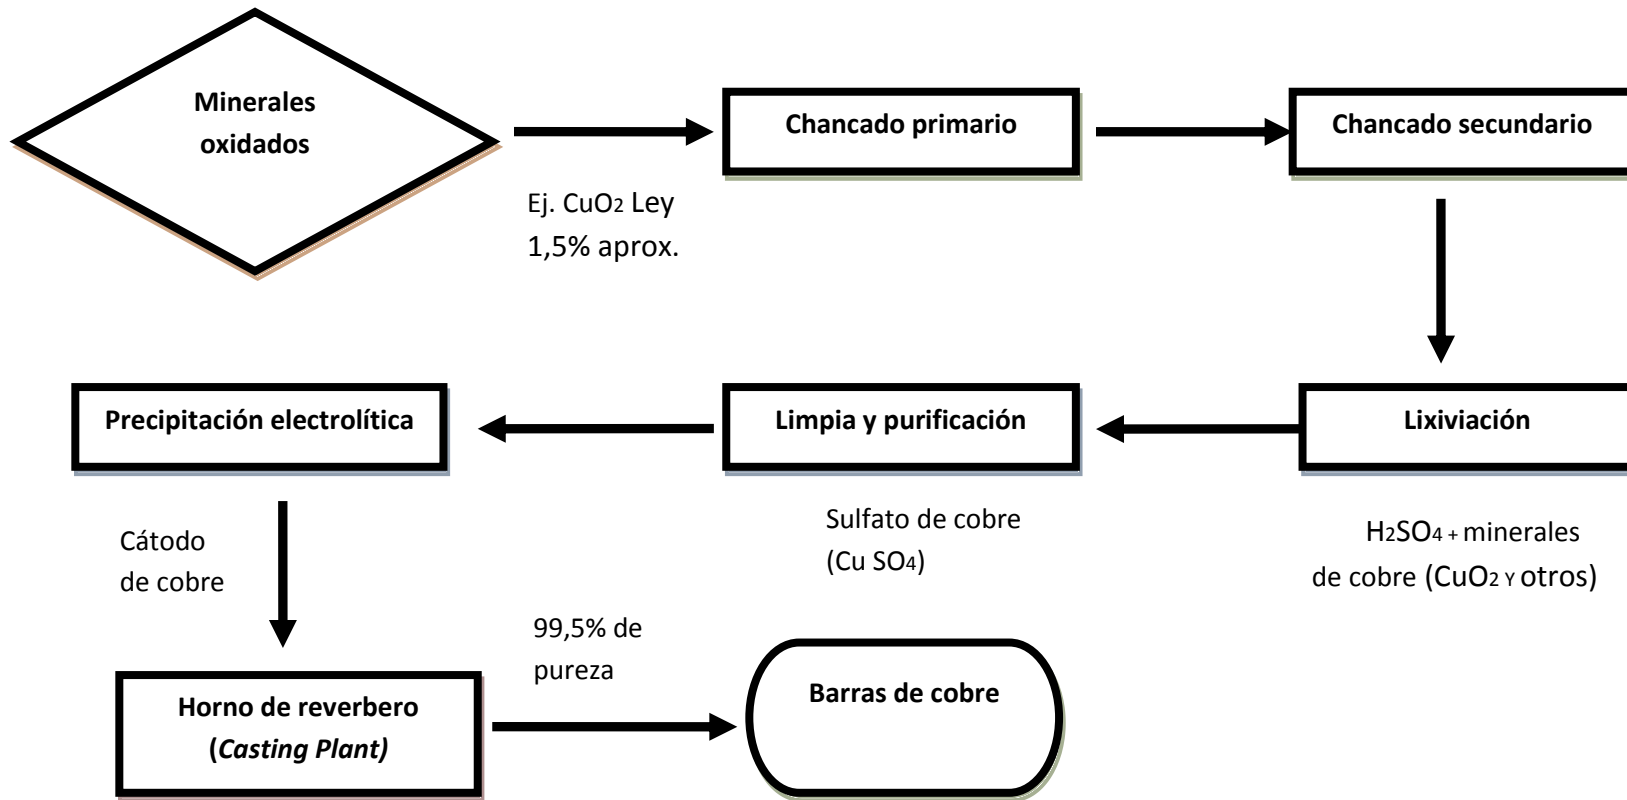 Minerales
oxidados
Ej. CuO2 Ley
1,5% aprox.
Chancado primario
Chancado secundario
Lixiviación
H2SO4 + minerales
de cobre (CuO2 Y otros)
Limpia y purificación
Sulfato de cobre
(Cu SO4)
Precipitación electrolítica
Cátodo
de cobre
Horno de reverbero
(Casting Plant)
99,5% de
pureza
Barras de cobre